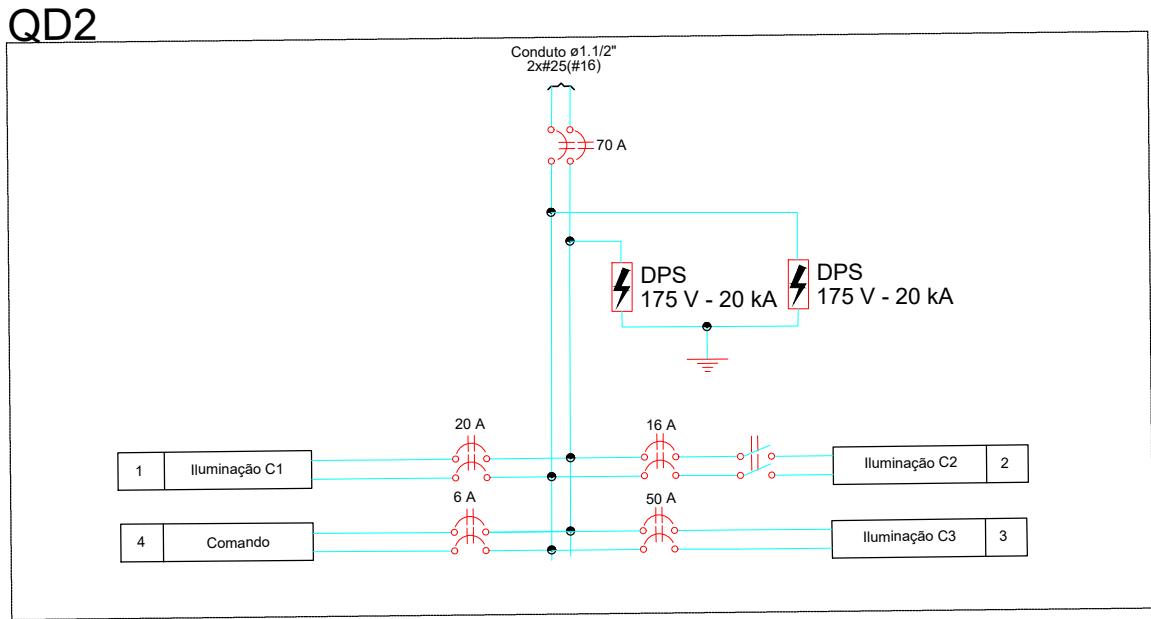 QD2
Conduto ø1.1/2"
2x#25(#16)
70 A
DPS
175 V - 20 kA
DPS
175 V - 20 kA
20 A
16 A
1 Iluminação C1
Iluminação C2 2
6 A
50 A
4 Comando
Iluminação C3 3